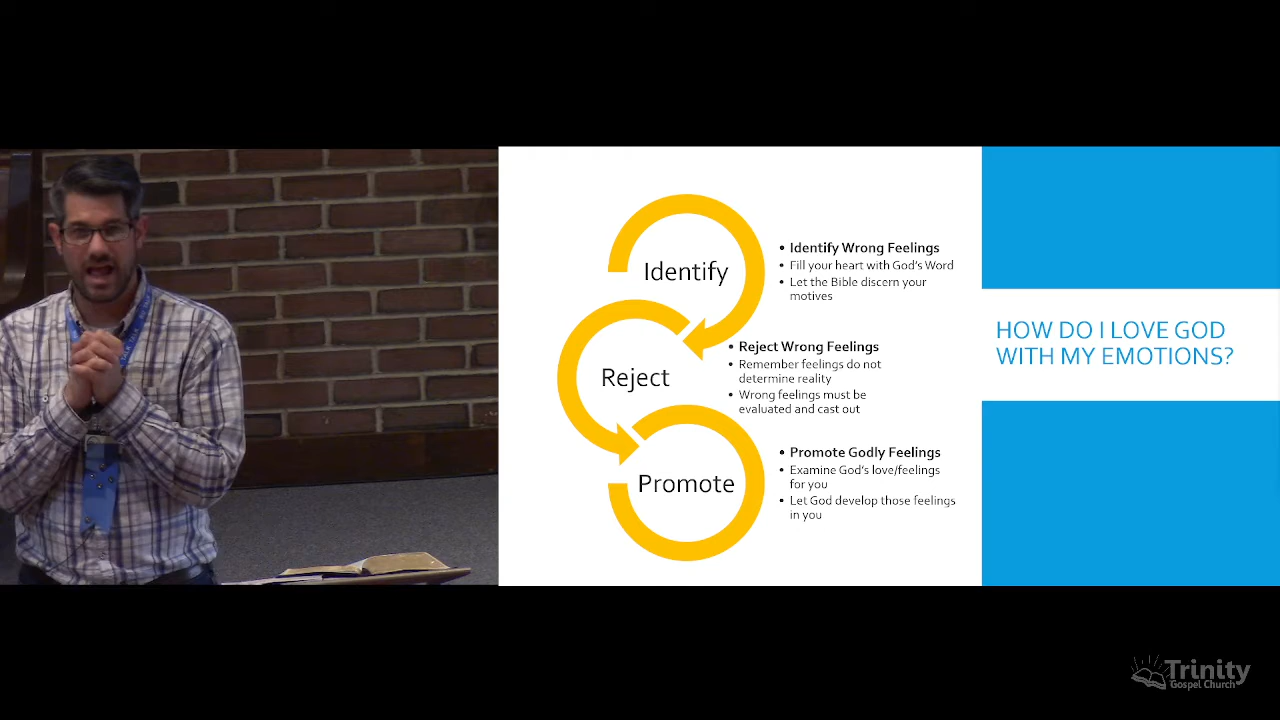 Identify
• Identify Wrong Feelings
• Fill your heart with God's Word
• Let the Bible discern your
motives
Reject
• Reject Wrong Feelings
• Remember feelings do not
determine reality
• Wrong feelings must be
evaluated and cast out
Promote
• Promote Godly Feelings
• Examine God's love/feelings
for you
• Let God develop those feelings
in you
HOW DO I LOVE GOD
WITH MY EMOTIONS?
Trinity
Gospel Church